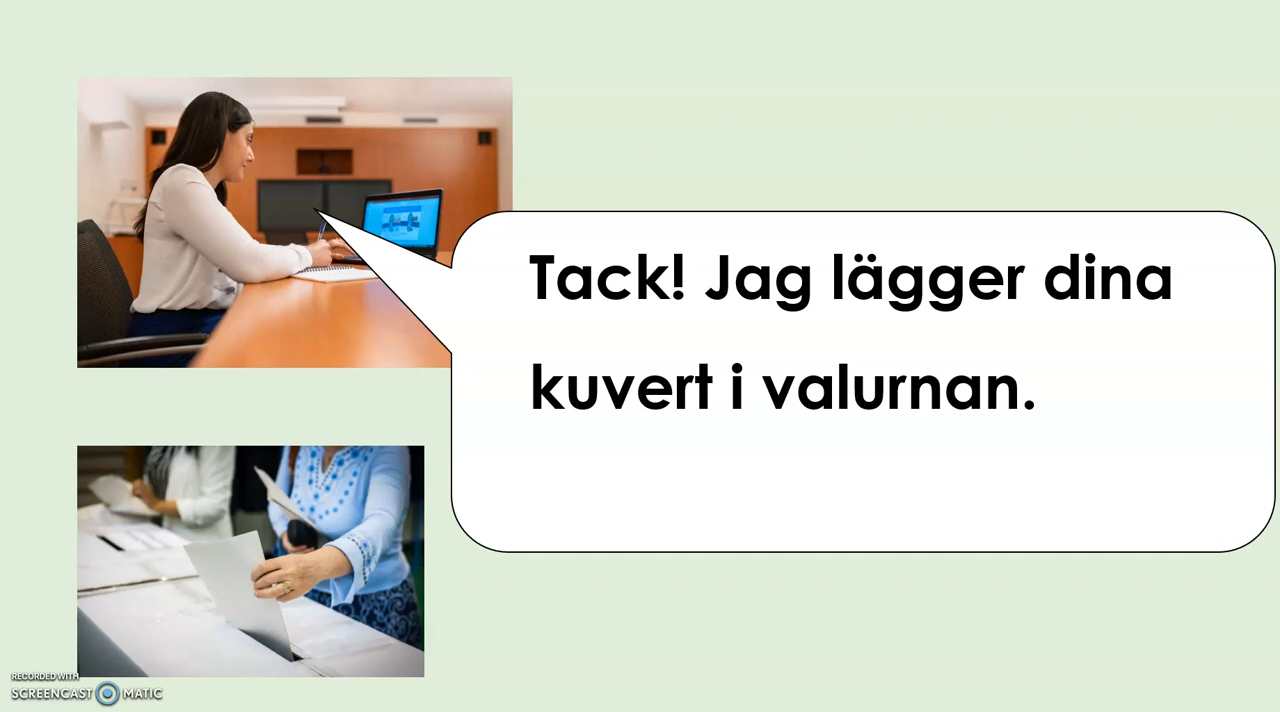 Tack! Jag lägger dina
kuvert i valurnan.
RECORDED WITH
SCREENCAST MATIC